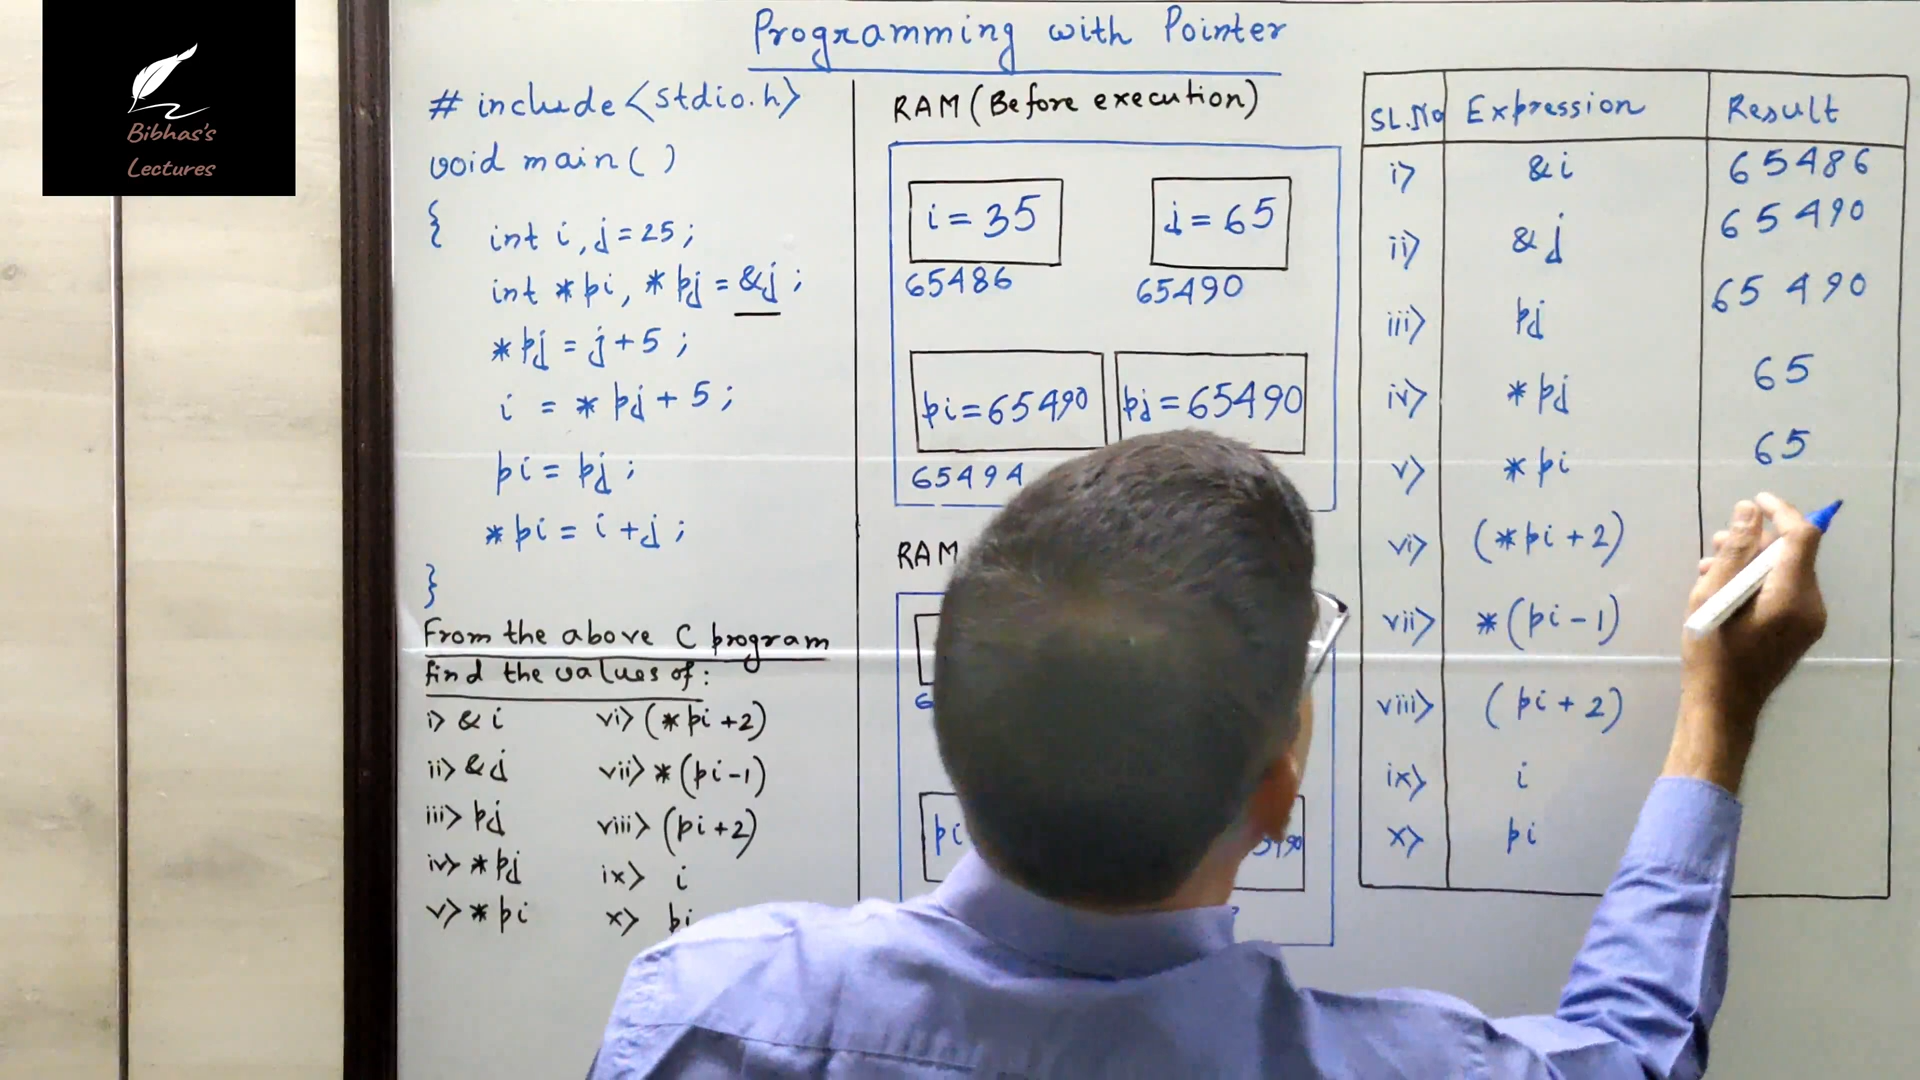 Bibhas's
Lectures
Programming with Pointer
# include <stdio.h>
void main( )
{ int i, j = 25 ;
int *pi, *pj = &j ;
*pj = j + 5 ;
i = * pj + 5 ;
pi = pj ;
*pi = i + j ;
}
From the above C program
find the values of :
i> & i vi> (*pi +2)
ii> & j vii> * (pi-1)
iii> pj viii> (pi +2)
iv> *pj ix> i
v> * pi x> pi
RAM (Before execution)
i = 35 j = 65
65486 65490
pi = 65490 pj = 65490
65494
RAM
pi
SL.No Expression Result
i> & i 65486
ii> & j 65490
iii> pj 65490
iv> * pj 65
v> * pi 65
vi> (*pi + 2)
vii> * (pi - 1)
viii> (pi + 2)
ix> i
x> pi